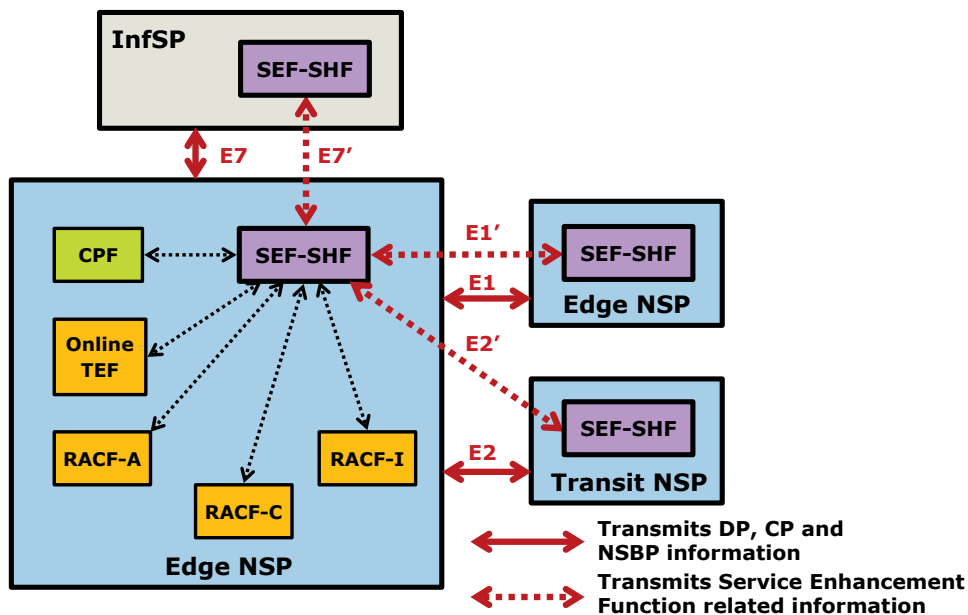 InfSP
SEF-SHF
E7
E7’
CPF
SEF-SHF
E1’
SEF-SHF
E1
Edge NSP
Online
TEF
E2’
SEF-SHF
RACF-A
RACF-I
E2
Transit NSP
RACF-C
Edge NSP
Transmits DP, CP and
NSBP information
Transmits Service Enhancement
Function related information